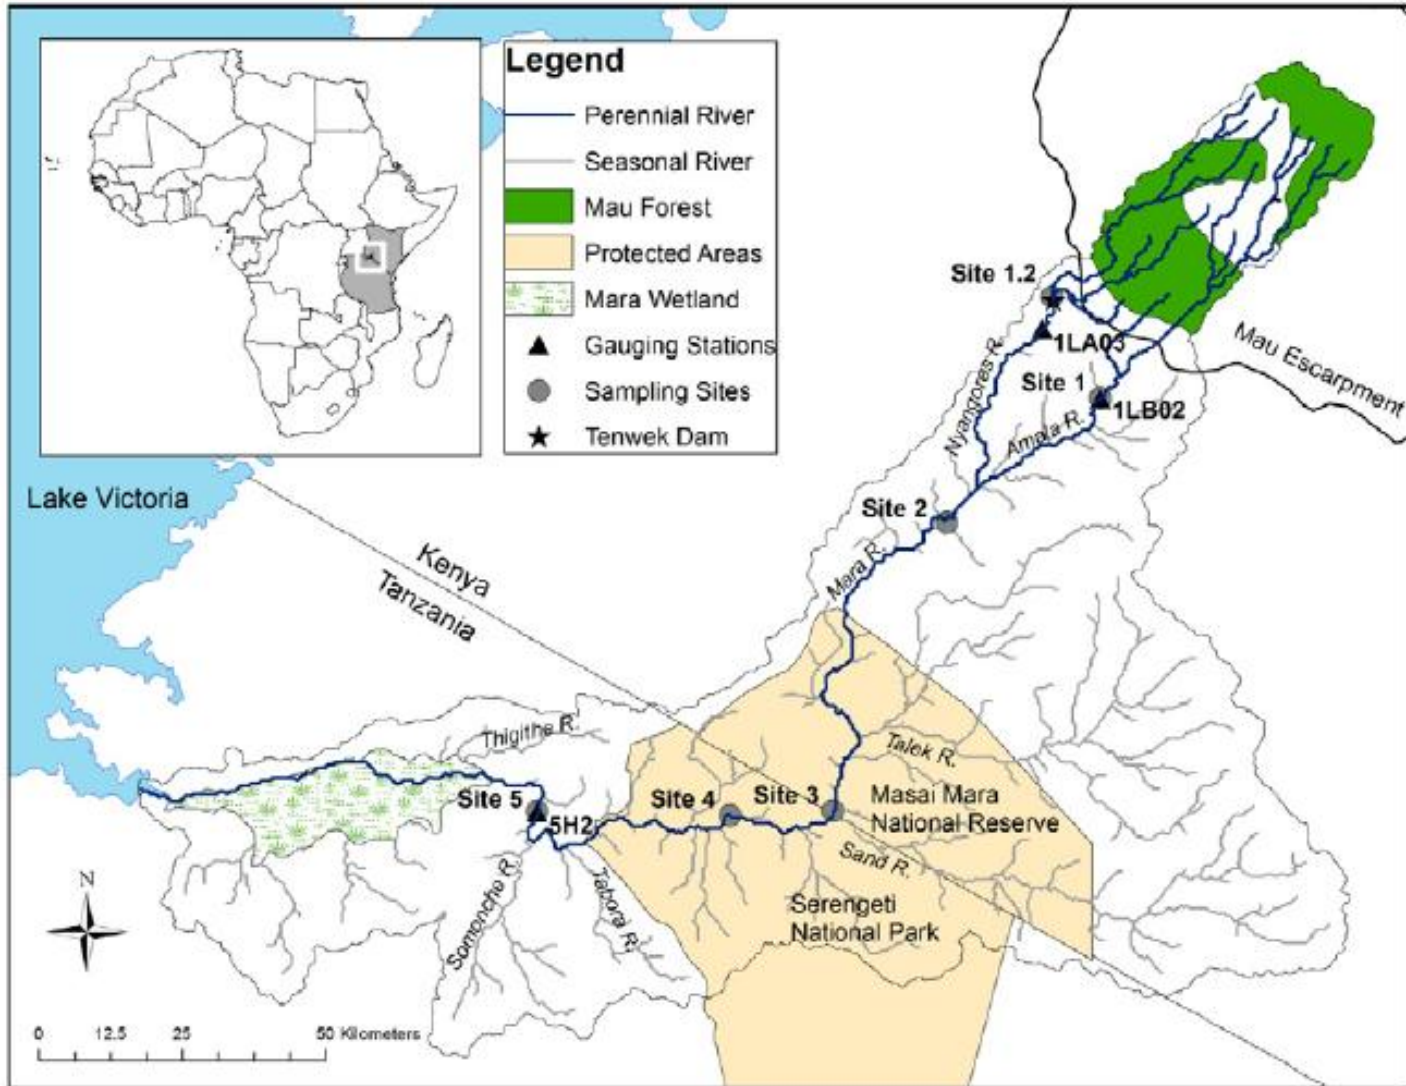 Legend
Perennial River
Seasonal River
Mau Forest
Protected Areas
Mara Wetland
Gauging Stations
Sampling Sites
Tenwek Dam
Site 1.2
1LA03
Mau Escarpment
Site 1
1LB02
Nyangores R.
Amala R.
Lake Victoria
Site 2
Kenya
Tanzania
Mara R.
Thigithe R.
Talek R.
Site 5
5H2
Site 4
Site 3
Masai Mara
National Reserve
Sand R.
Somonche R.
Tabora R.
Serengeti
National Park
N
0 12.5 25 50 Kilometers